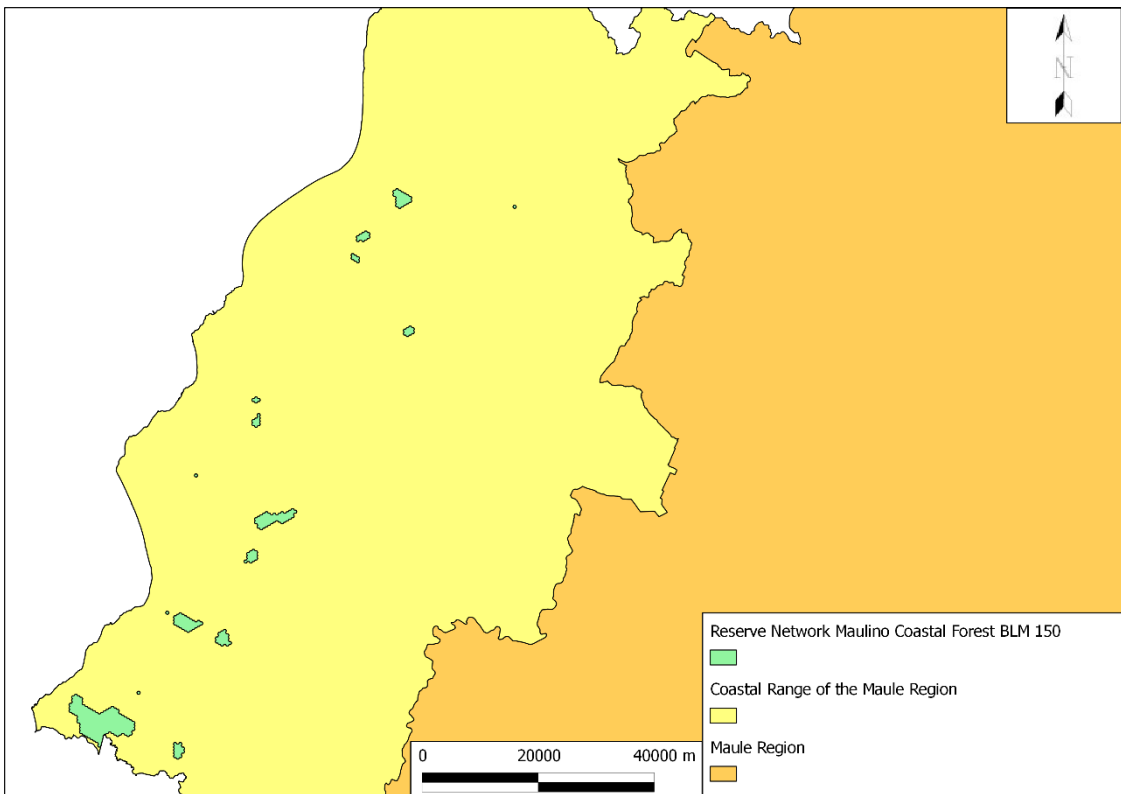 N
Reserve Network Maulino Coastal Forest BLM 150
Coastal Range of the Maule Region
Maule Region
0 20000 40000 m